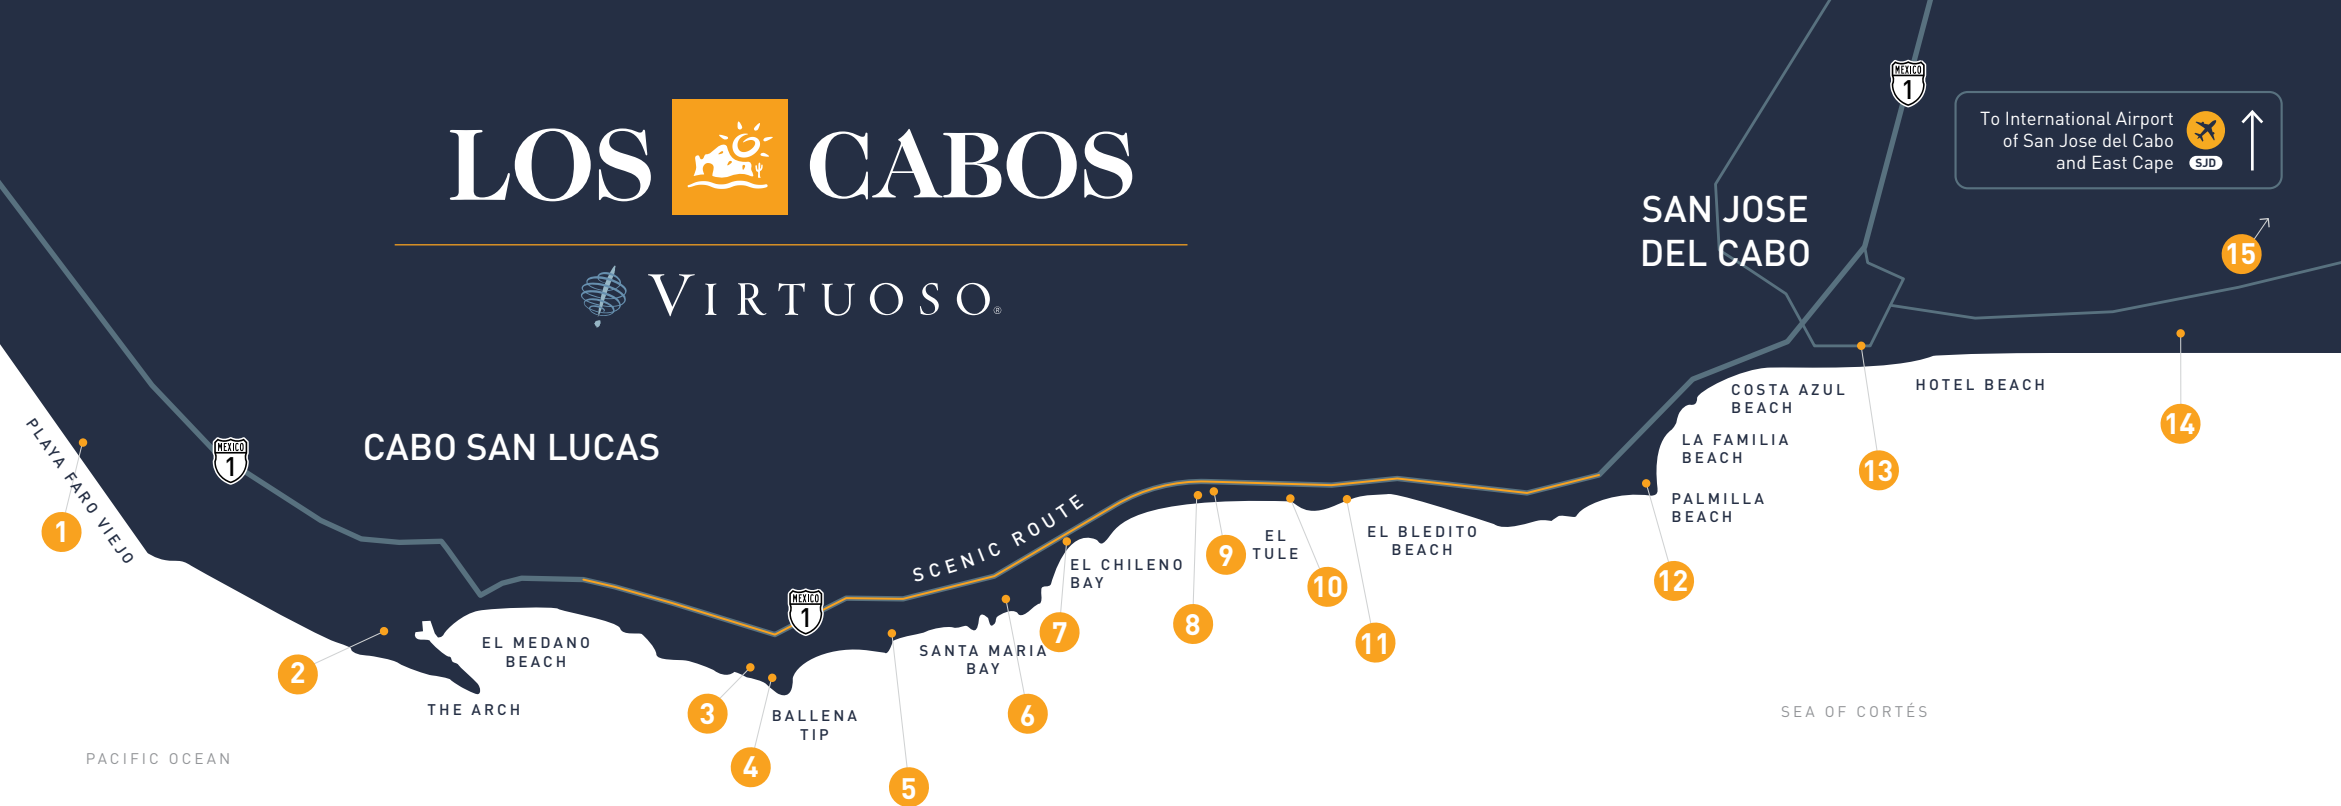 MEXICO
1
To International Airport
of San Jose del Cabo
and East Cape
SJD
LOS CABOS
SAN JOSE
DEL CABO
15
VIRTUOSO®
COSTA AZUL
BEACH
HOTEL BEACH
14
PLAYA FARO VIEJO
1
MEXICO
1
CABO SAN LUCAS
LA FAMILIA
BEACH
13
PALMILLA
BEACH
SCENIC ROUTE
EL CHILENO
BAY
9
EL
TULE
EL BLEDITO
BEACH
10
12
MEXICO
1
7
8
11
2
EL MEDANO
BEACH
SANTA MARIA
BAY
THE ARCH
3
BALLENA
TIP
6
SEA OF CORTÉS
4
5
PACIFIC OCEAN